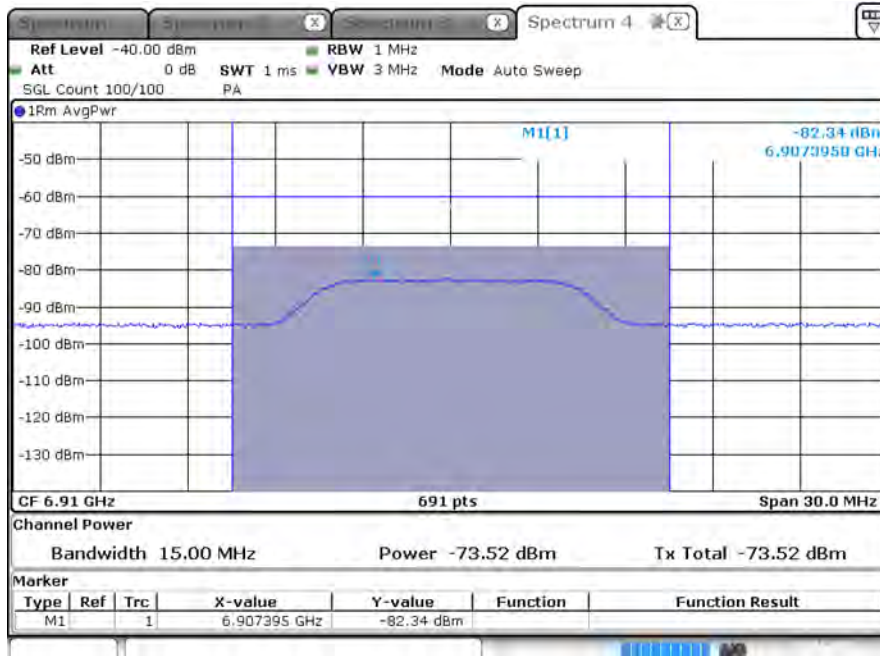 Spectrum 4
Ref Level -40.00 dBm RBW 1 MHz
Att 0 dB SWT 1 ms VBW 3 MHz Mode Auto Sweep
SGL Count 100/100 PA
1Rm AvgPwr
M1[1] -82.34 dBm
6.9073950 GHz
-50 dBm
-60 dBm
-70 dBm
-80 dBm
-90 dBm
-100 dBm
-110 dBm
-120 dBm
-130 dBm
CF 6.91 GHz 691 pts Span 30.0 MHz
Channel Power
Bandwidth 15.00 MHz Power -73.52 dBm Tx Total -73.52 dBm
Marker
Type Ref Trc X-value Y-value Function Function Result
M1 1 6.907395 GHz -82.34 dBm